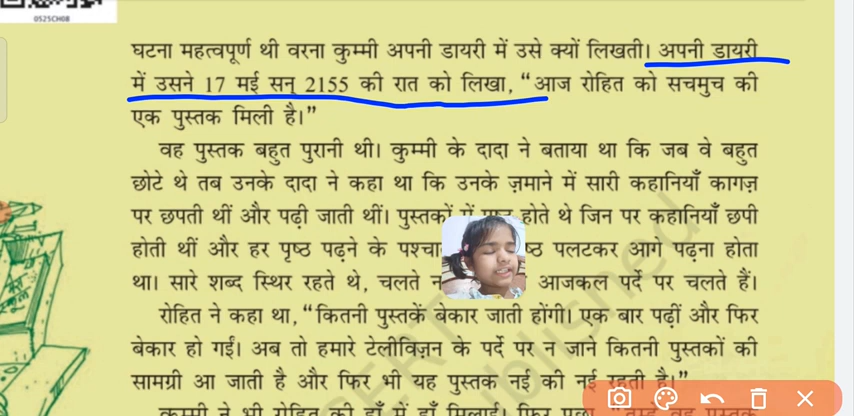 0525CH08
घटना महत्वपूर्ण थी वरना कुम्मी अपनी डायरी में उसे क्यों लिखती। अपनी डायरी
में उसने 17 मई सन् 2155 की रात को लिखा, “आज रोहित को सचमुच की
एक पुस्तक मिली है।”
वह पुस्तक बहुत पुरानी थी। कुम्मी के दादा ने बताया था कि जब वे बहुत
छोटे थे तब उनके दादा ने कहा था कि उनके ज़माने में सारी कहानियाँ कागज़
पर छपती थीं और पढ़ी जाती थीं। पुस्तकों में होते थे जिन पर कहानियाँ छपी
होती थीं और हर पृष्ठ पढ़ने के पलटकर आगे पढ़ना होता
था। सारे शब्द स्थिर रहते थे, चलते आजकल पर्दे पर चलते हैं।
रोहित ने कहा था, “कितनी पुस्तकें बेकार जाती होंगी। एक बार पढ़ीं और फिर
बेकार हो गईं। अब तो हमारे टेलीविज़न के पर्दे पर न जाने कितनी पुस्तकों की
सामग्री आ जाती है और फिर भी यह पुस्तक नई की नई रहती है।”
कुम्मी ने भी रोहित की हाँ में हाँ मिलाई।